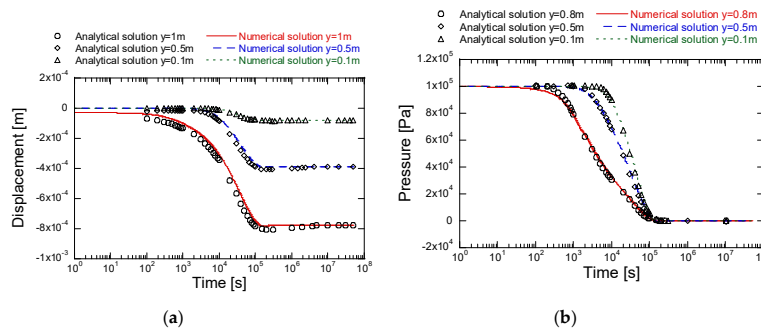 Analytical solution y=1m Numerical solution y=1m
Analytical solution y=0.5m Numerical solution y=0.5m
Analytical solution y=0.1m Numerical solution y=0.1m
2x10⁻⁴
0
-2x10⁻⁴
-4x10⁻⁴
-6x10⁻⁴
-8x10⁻⁴
-1x10⁻³
Displacement [m]
10⁰ 10¹ 10² 10³ 10⁴ 10⁵ 10⁶ 10⁷ 10⁸
Time [s]
(a)
Analytical solution y=0.8m Numerical solution y=0.8m
Analytical solution y=0.5m Numerical solution y=0.5m
Analytical solution y=0.1m Numerical solution y=0.1m
1.2x10⁵
1x10⁵
8x10⁴
6x10⁴
4x10⁴
2x10⁴
0
-2x10⁴
Pressure [Pa]
10⁰ 10¹ 10² 10³ 10⁴ 10⁵ 10⁶ 10⁷ 10⁸
Time [s]
(b)